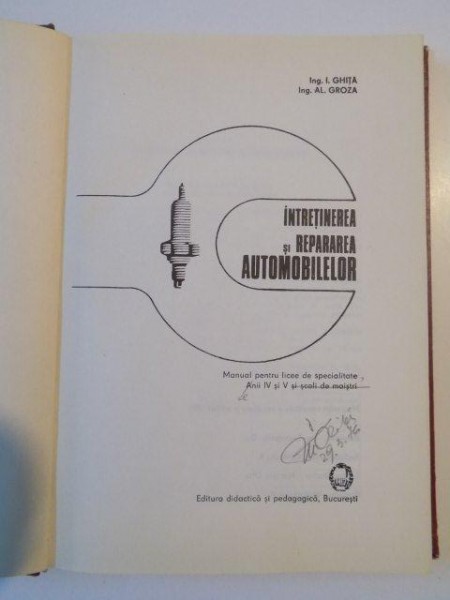 Ing. I. GHIȚĂ
Ing. AL. GROZA
ÎNTREȚINEREA
ȘI REPARAREA
AUTOMOBILELOR
Manual pentru licee de specialitate,
Anii IV și V și școli de maiștri
Editura didactică și pedagogică, București